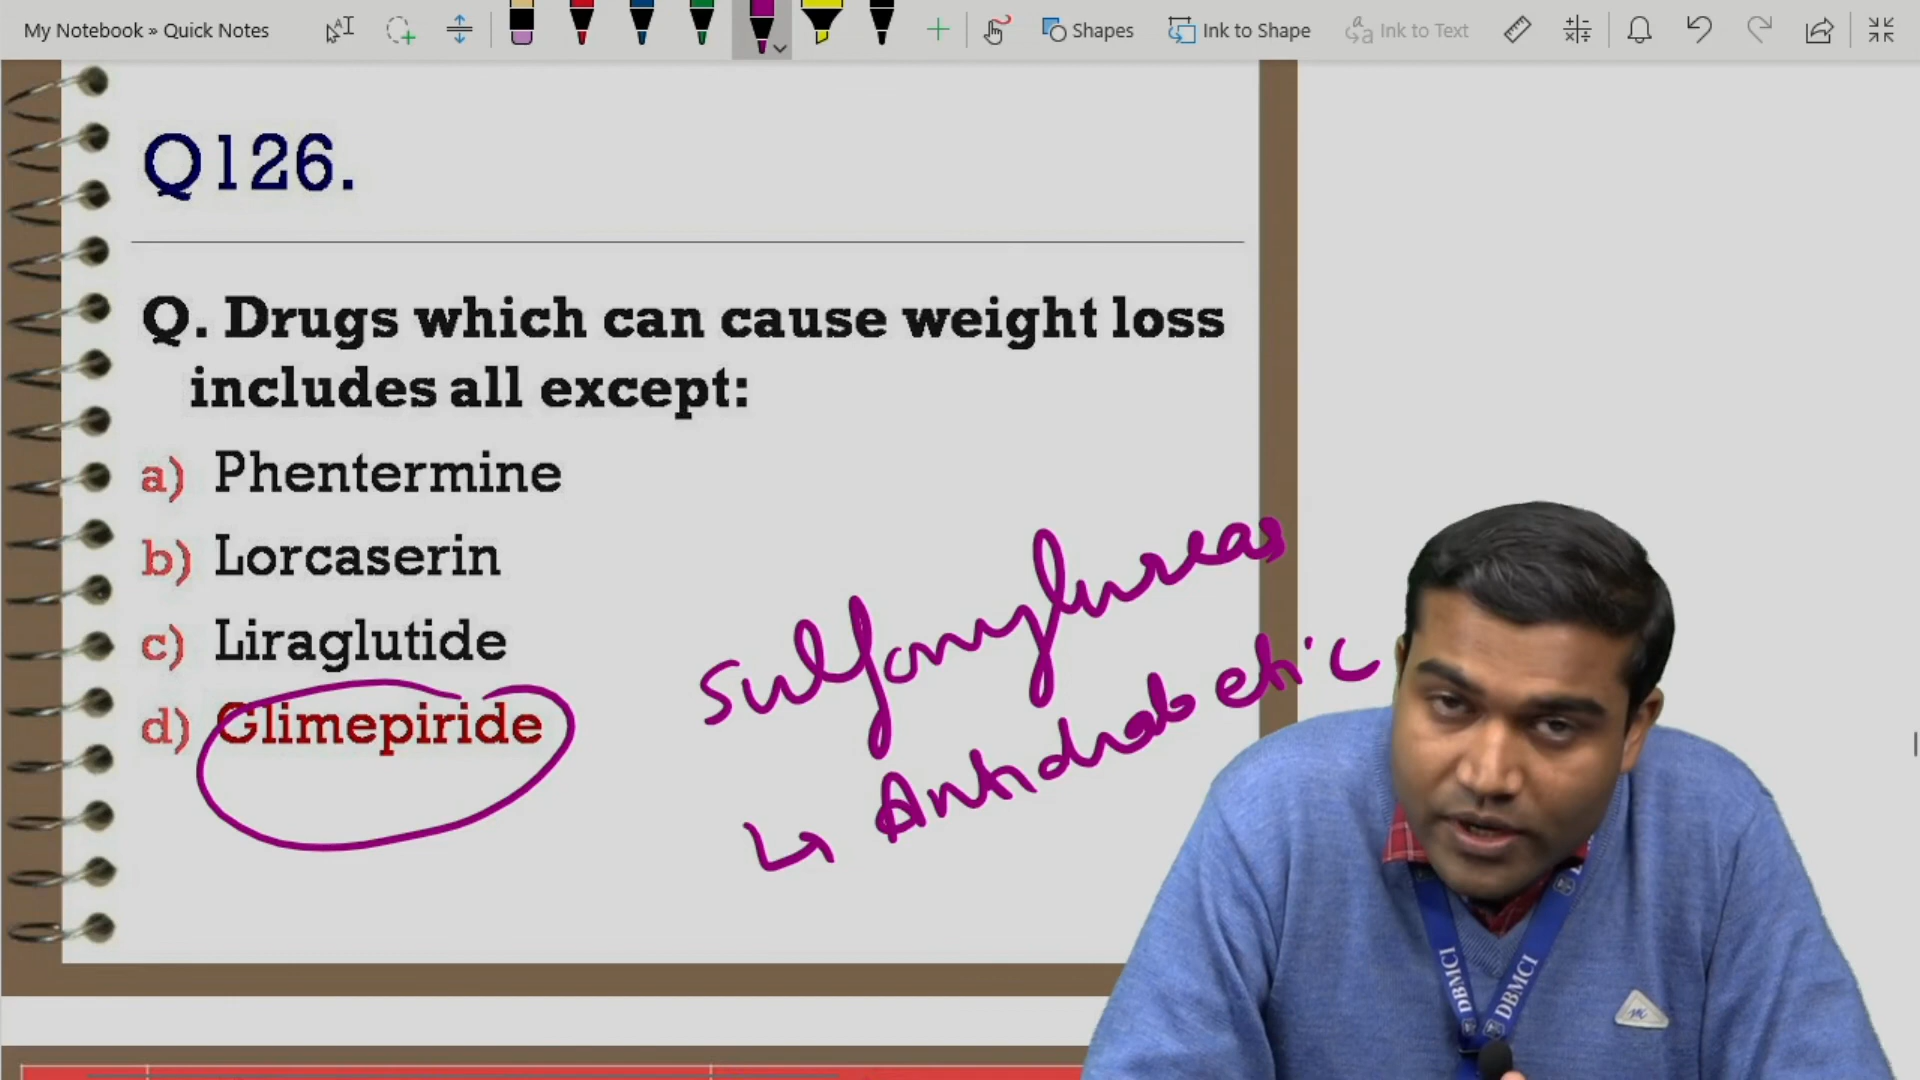 My Notebook » Quick Notes
Shapes
Ink to Shape
Ink to Text
Q126.
Q. Drugs which can cause weight loss
includes all except:
a) Phentermine
b) Lorcaserin
c) Liraglutide
d) Glimepiride
Sulfonylureas
↳ Antidiabetic
DBMCI
DBMCI